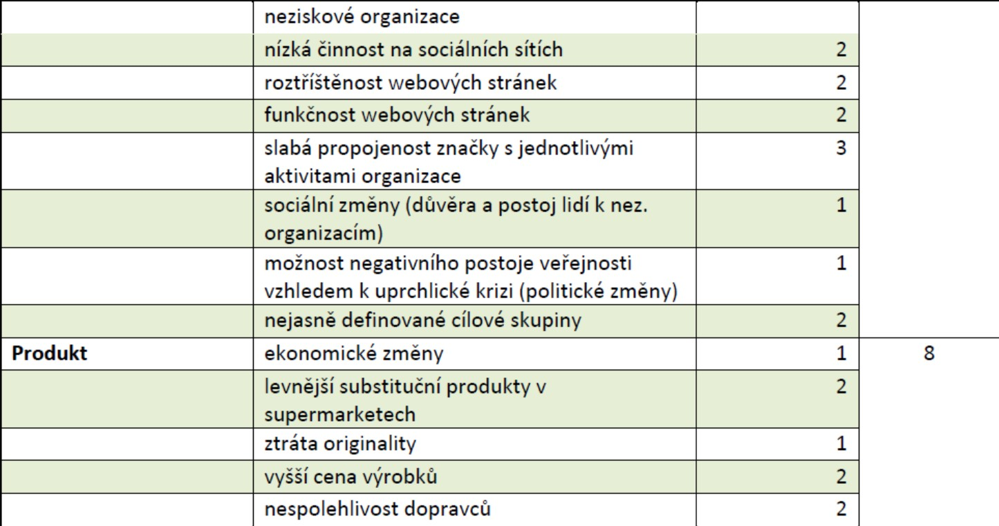 neziskové organizace
nízká činnost na sociálních sítích 2
roztříštěnost webových stránek 2
funkčnost webových stránek 2
slabá propojenost značky s jednotlivými 3
aktivitami organizace
sociální změny (důvěra a postoj lidí k nez. 1
organizacím)
možnost negativního postoje veřejnosti 1
vzhledem k uprchlické krizi (politické změny)
nejasně definované cílové skupiny 2
Produkt ekonomické změny 1 8
levnější substituční produkty v 2
supermarketech
ztráta originality 1
vyšší cena výrobků 2
nespolehlivost dopravců 2